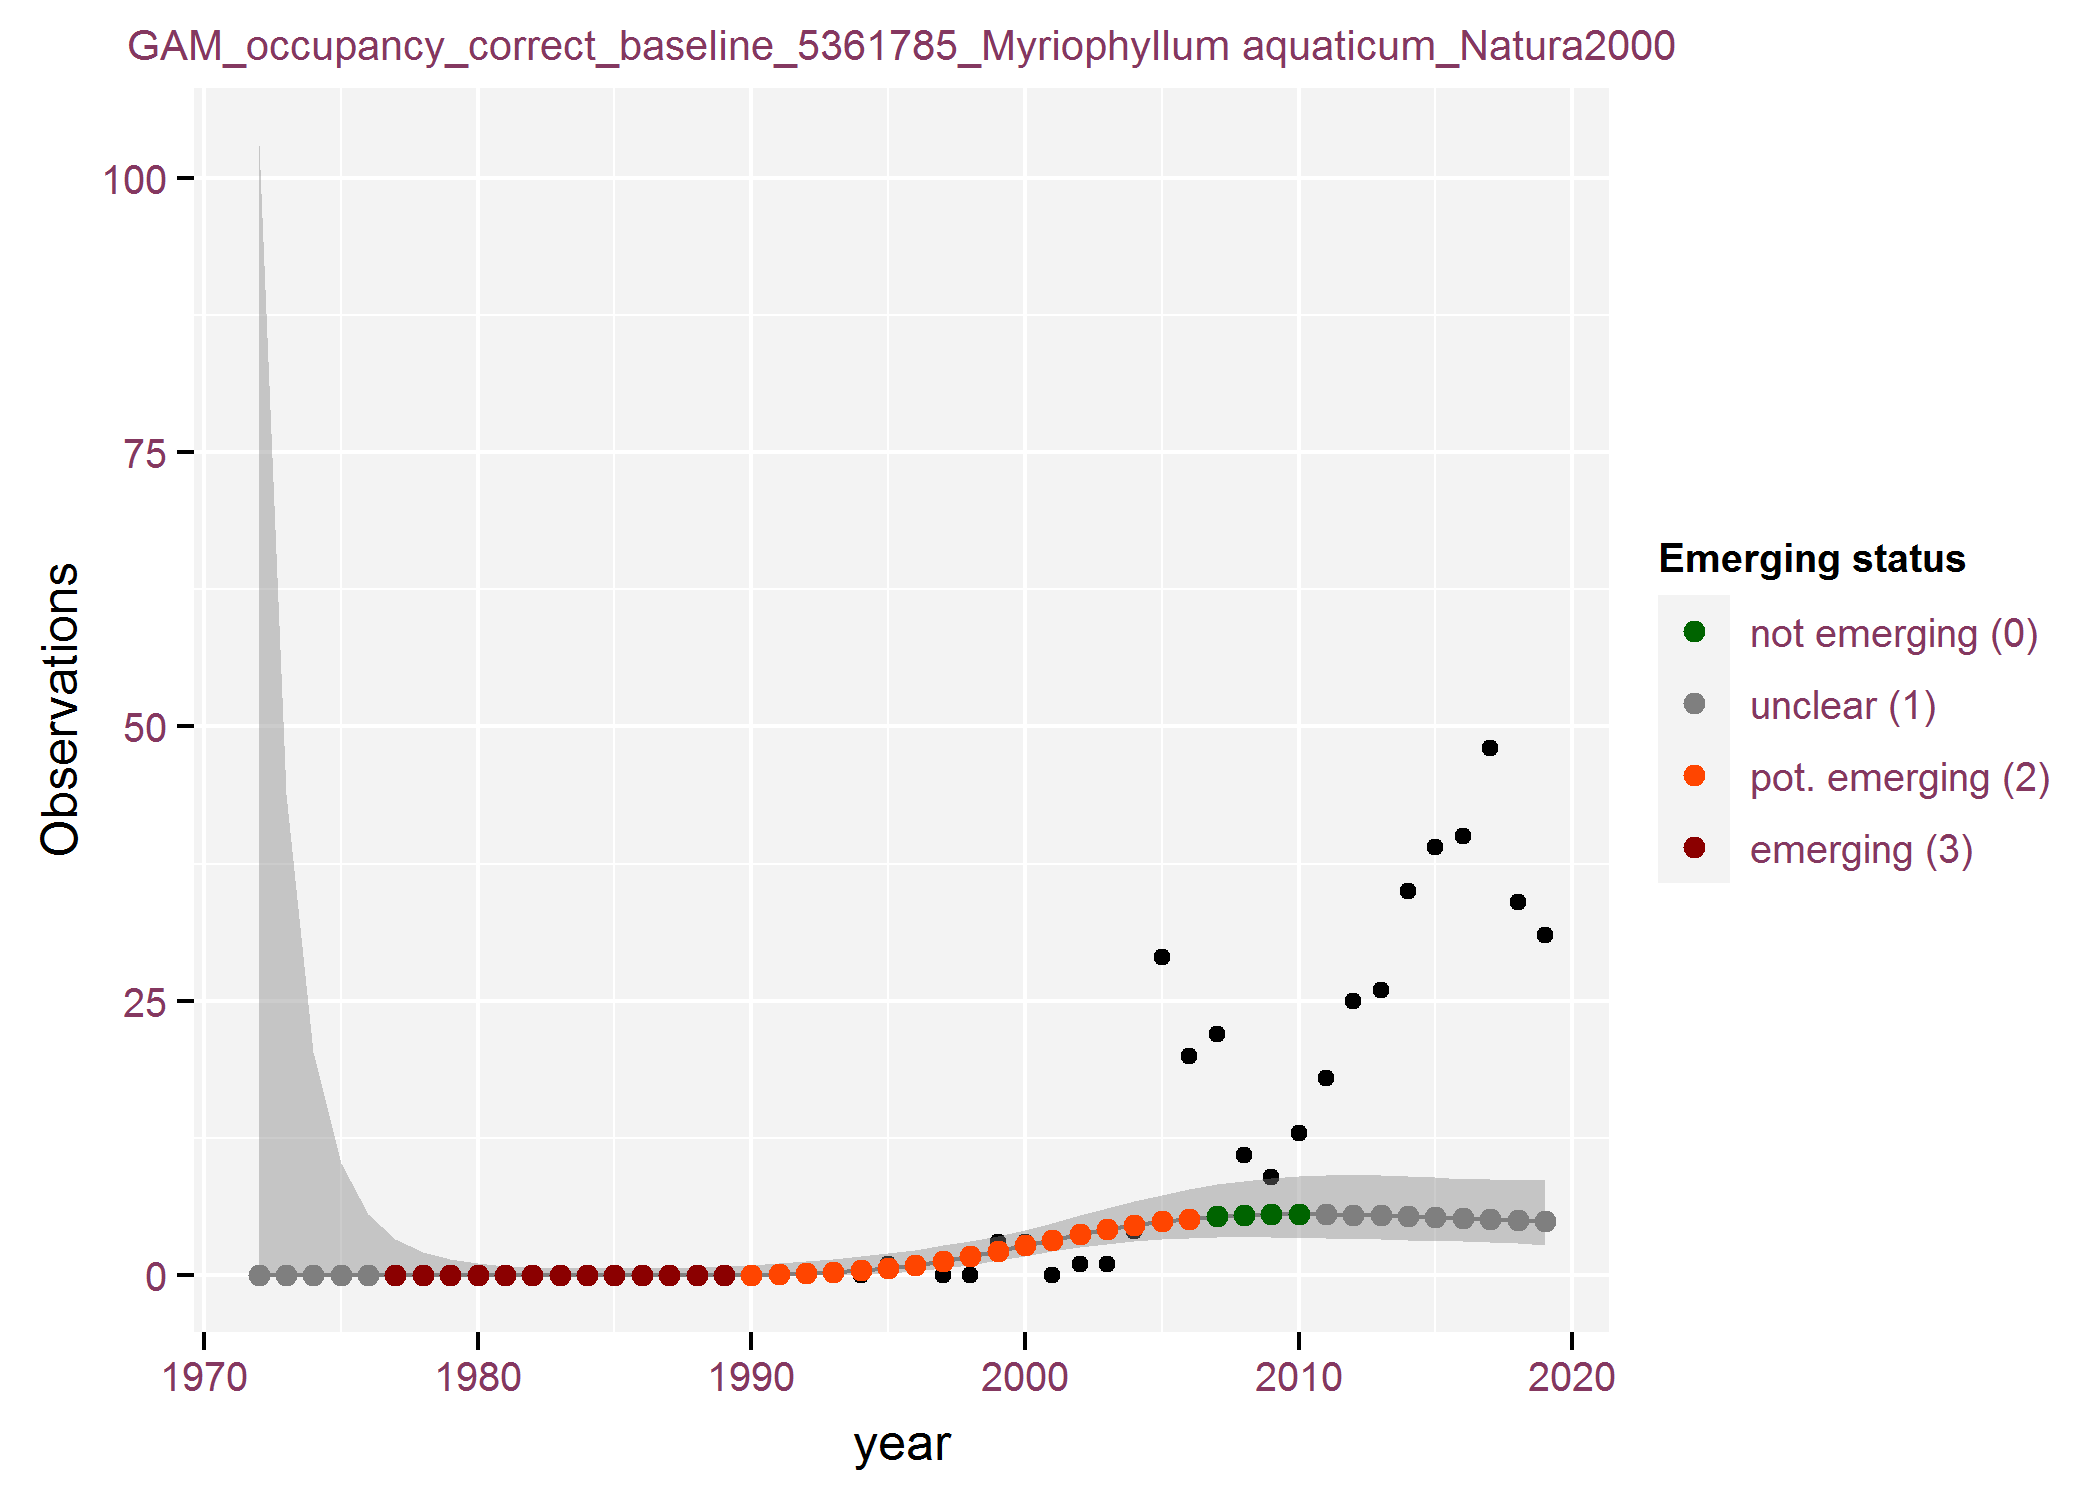 GAM_occupancy_correct_baseline_5361785_Myriophyllum aquaticum_Natura2000
100
75
50
25
0
Observations
1970 1980 1990 2000 2010 2020
year
Emerging status
not emerging (0)
unclear (1)
pot. emerging (2)
emerging (3)